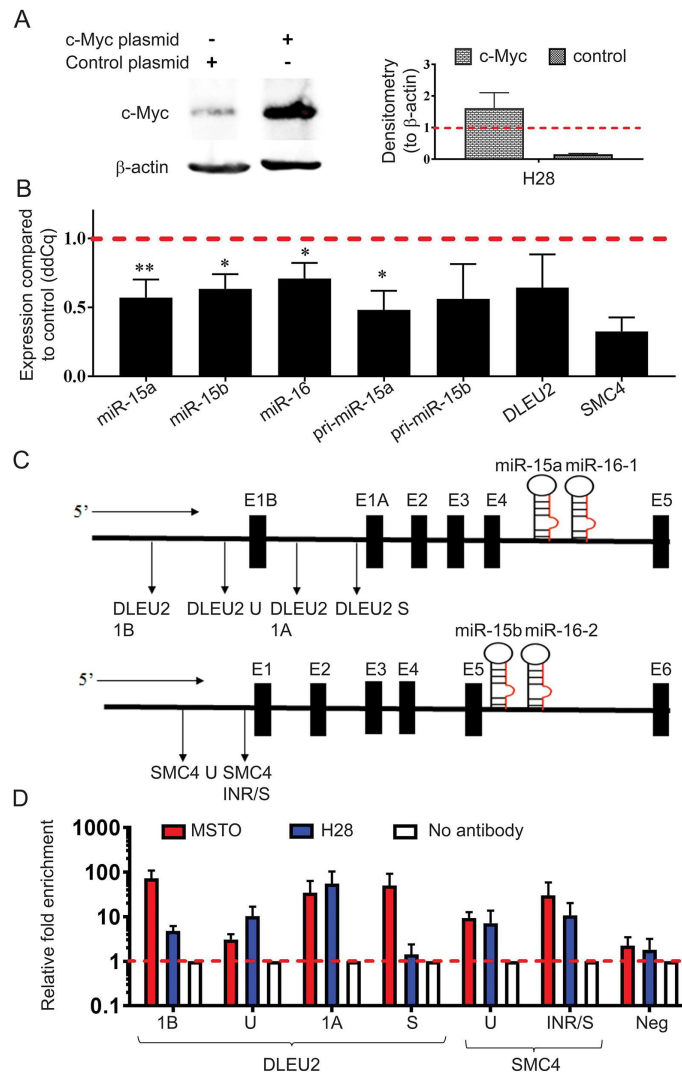 A
c-Myc plasmid - +
Control plasmid + -
c-Myc
β-actin
c-Myc control
Densitometry
(to β-actin)
3
2
1
0
H28
B
Expression compared
to control (ddCq)
1.0
0.5
0.0
** * * *
miR-15a miR-15b miR-16 pri-miR-15a pri-miR-15b DLEU2 SMC4
C
miR-15a miR-16-1
5’ E1B E1A E2 E3 E4 E5
DLEU2 DLEU2 U DLEU2 DLEU2 S
1B 1A
miR-15b miR-16-2
5’ E1 E2 E3 E4 E5 E6
SMC4 U SMC4
INR/S
D
Relative fold enrichment
1000
100
10
1
0.1
MSTO H28 No antibody
1B U 1A S U INR/S Neg
DLEU2 SMC4